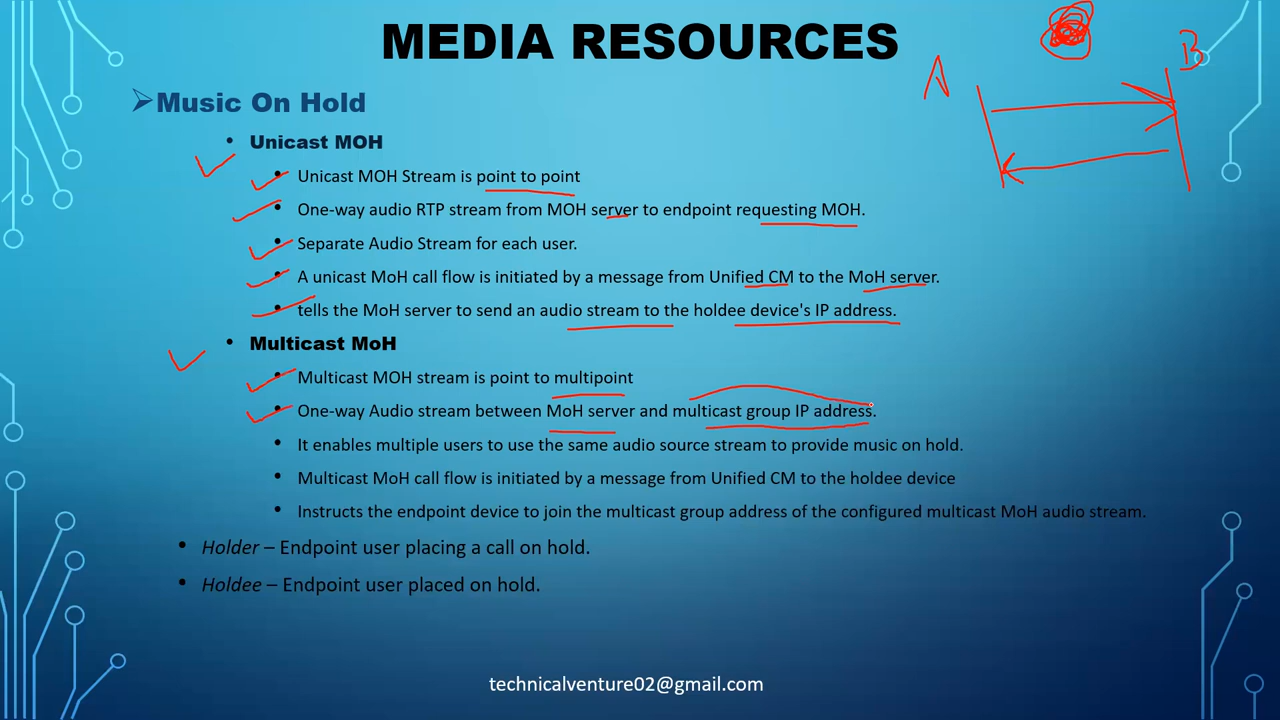 MEDIA RESOURCES
A
B
Music On Hold
Unicast MOH
Unicast MOH Stream is point to point
One-way audio RTP stream from MOH server to endpoint requesting MOH.
Separate Audio Stream for each user.
A unicast MoH call flow is initiated by a message from Unified CM to the MoH server.
tells the MoH server to send an audio stream to the holdee device's IP address.
Multicast MoH
Multicast MOH stream is point to multipoint
One-way Audio stream between MoH server and multicast group IP address.
It enables multiple users to use the same audio source stream to provide music on hold.
Multicast MoH call flow is initiated by a message from Unified CM to the holdee device
Instructs the endpoint device to join the multicast group address of the configured multicast MoH audio stream.
Holder – Endpoint user placing a call on hold.
Holdee – Endpoint user placed on hold.
technicalventure02@gmail.com